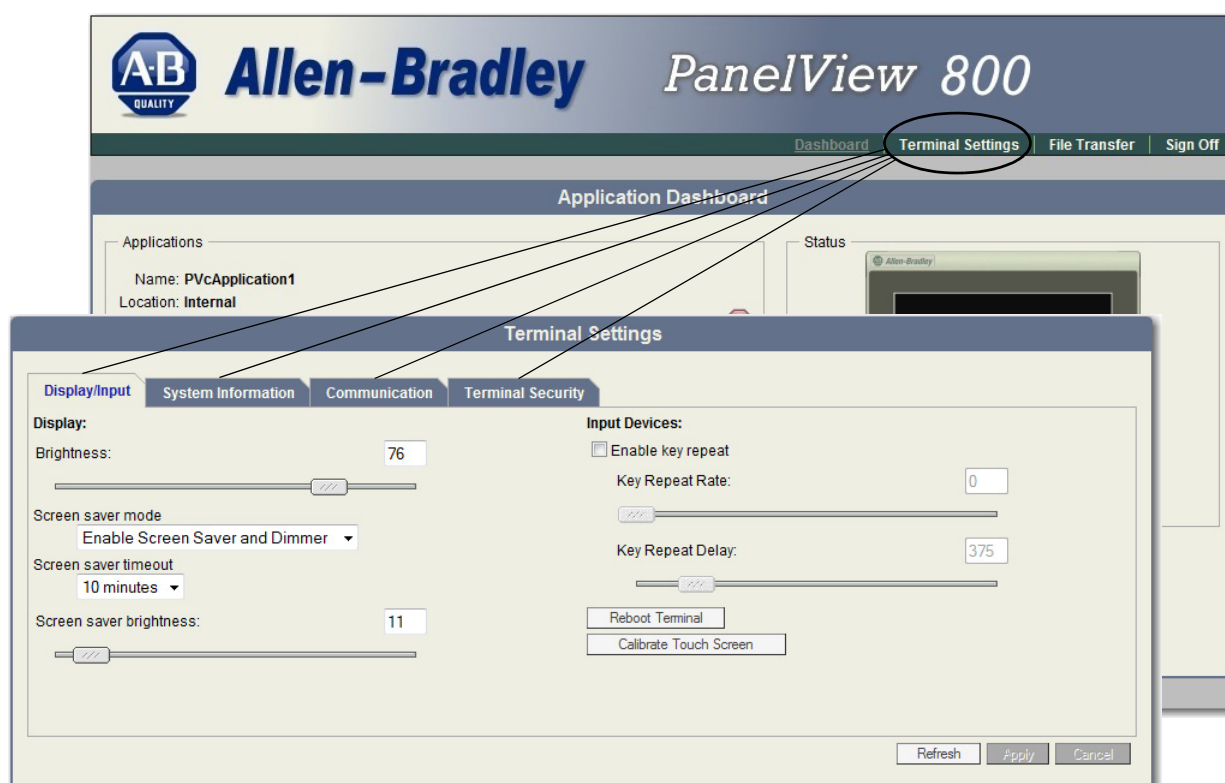 A·B
QUALITY
Allen-Bradley
PanelView 800
Dashboard Terminal Settings File Transfer Sign Off
Application Dashboard
Applications
Name: PVcApplication1
Location: Internal
Status
Allen-Bradley
Terminal Settings
Display/Input System Information Communication Terminal Security
Display:
Brightness: 76
Screen saver mode
Enable Screen Saver and Dimmer
Screen saver timeout
10 minutes
Screen saver brightness: 11
Input Devices:
Enable key repeat
Key Repeat Rate: 0
Key Repeat Delay: 375
Reboot Terminal
Calibrate Touch Screen
Refresh Apply Cancel